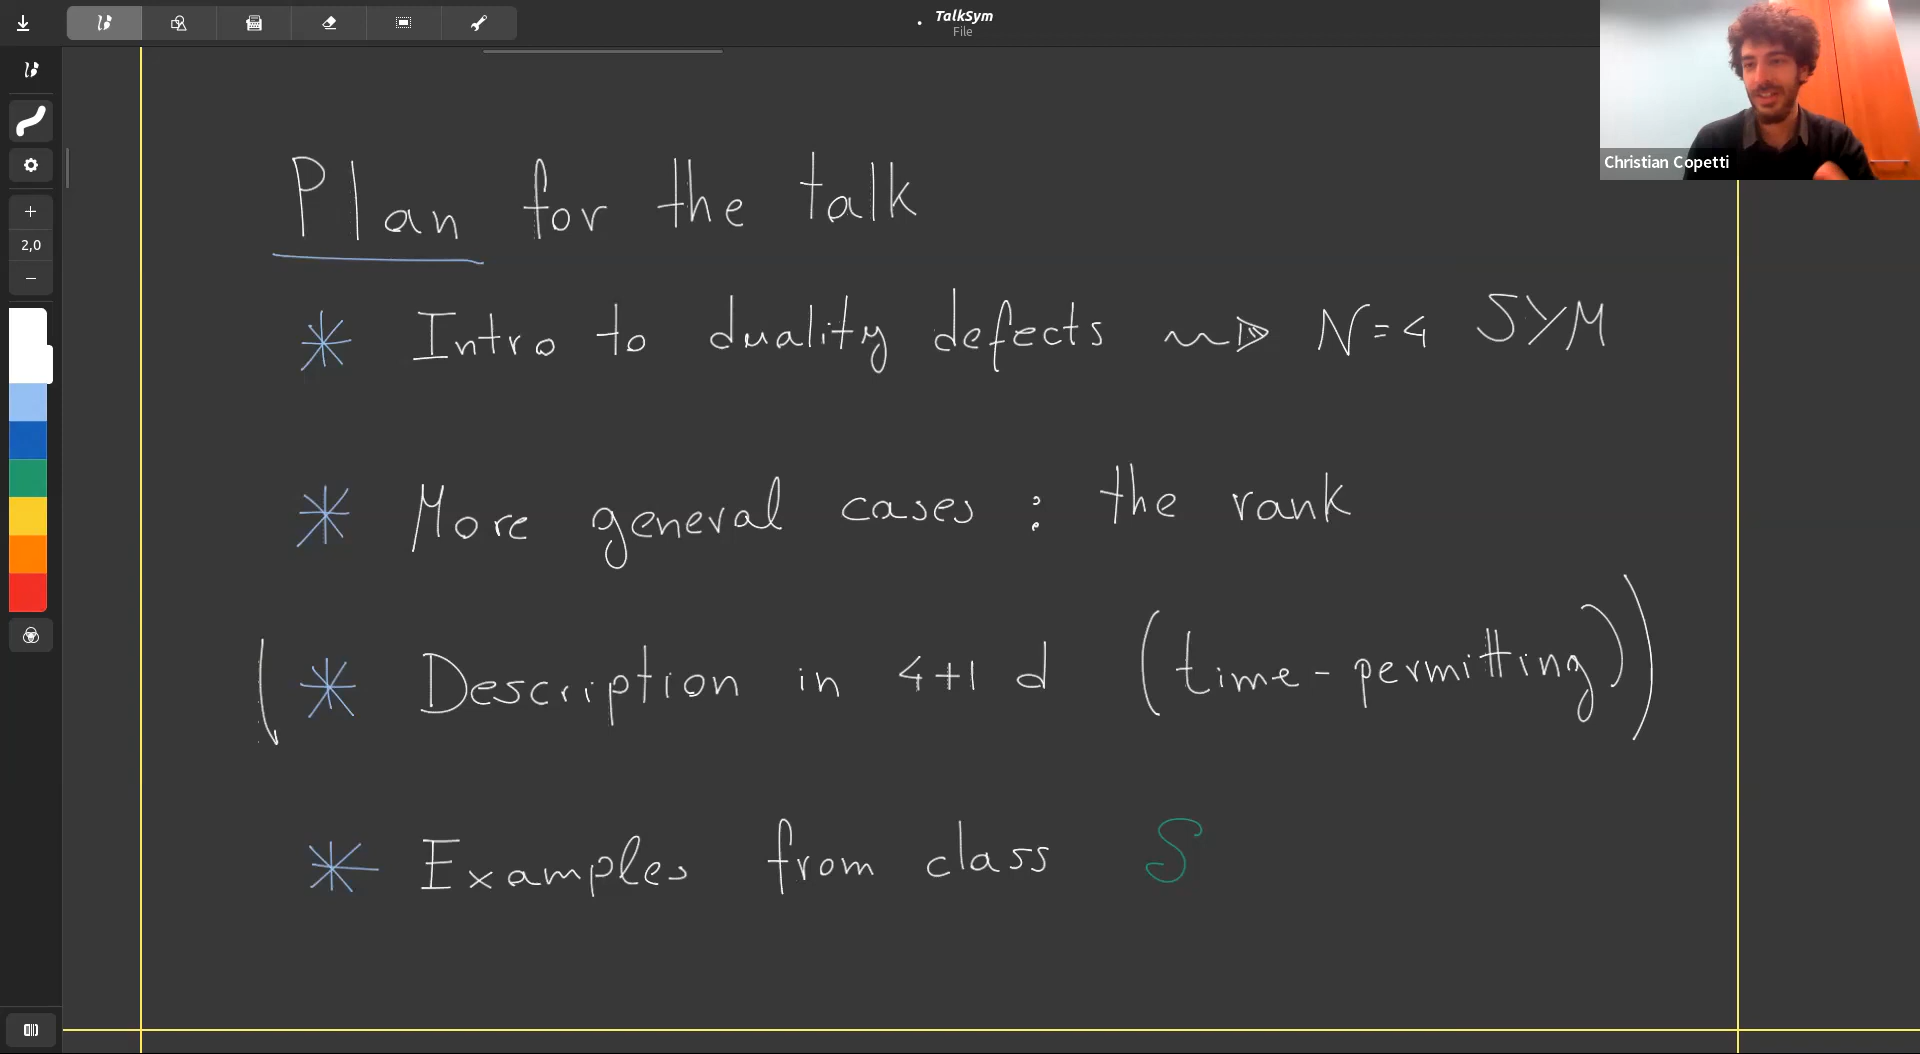 TalkSym
File
Christian Copetti
2,0
Plan for the talk
* Intro to duality defects ⇝ N=4 SYM
* More general cases : the rank
( * Description in 4+1 d (time-permitting) )
* Examples from class S